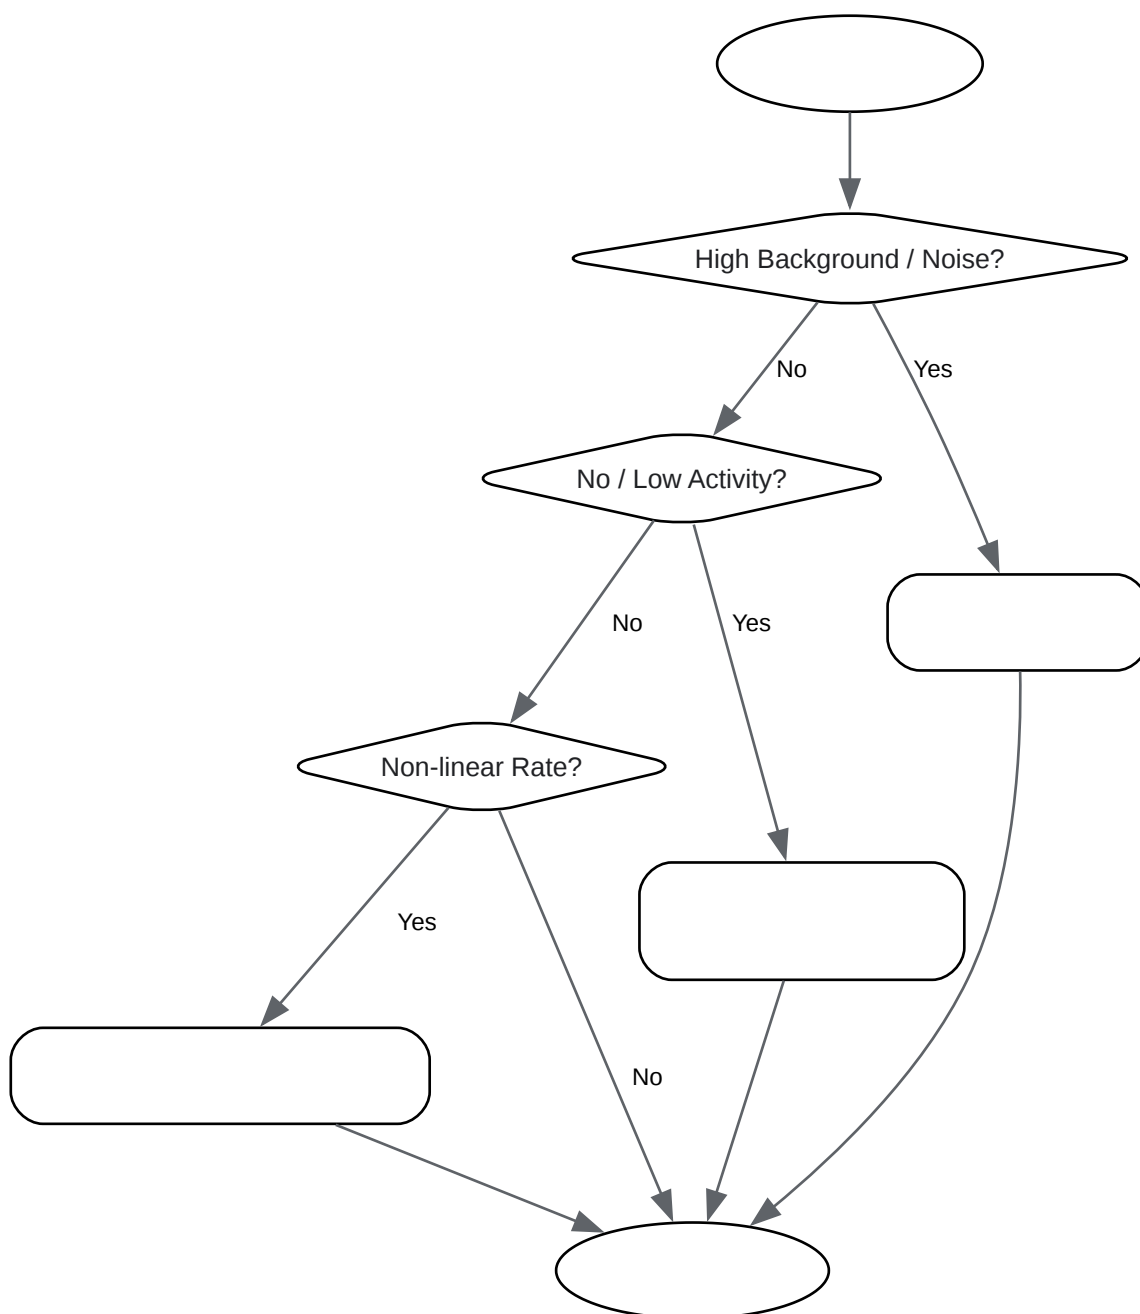 High Background / Noise?
No
Yes
No / Low Activity?
No
Yes
Non-linear Rate?
Yes
No